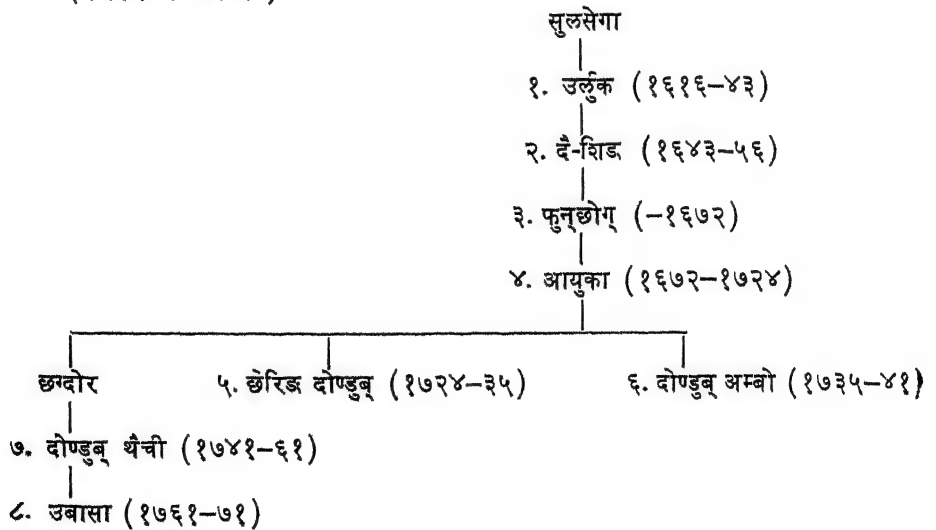 सुलसेगा
१. उर्लुक (१६१६–४३)
२. दै-शिङ (१६४३–५६)
३. फुन्छोग् (–१६७२)
४. आयुका (१६७२–१७२४)
छग्दोर ५. छेरिङ दोण्डुब् (१७२४–३५) ६. दोण्डुब् अम्बो (१७३५–४१)
७. दोण्डुब् थैची (१७४१–६१)
८. उबासा (१७६१–७१)